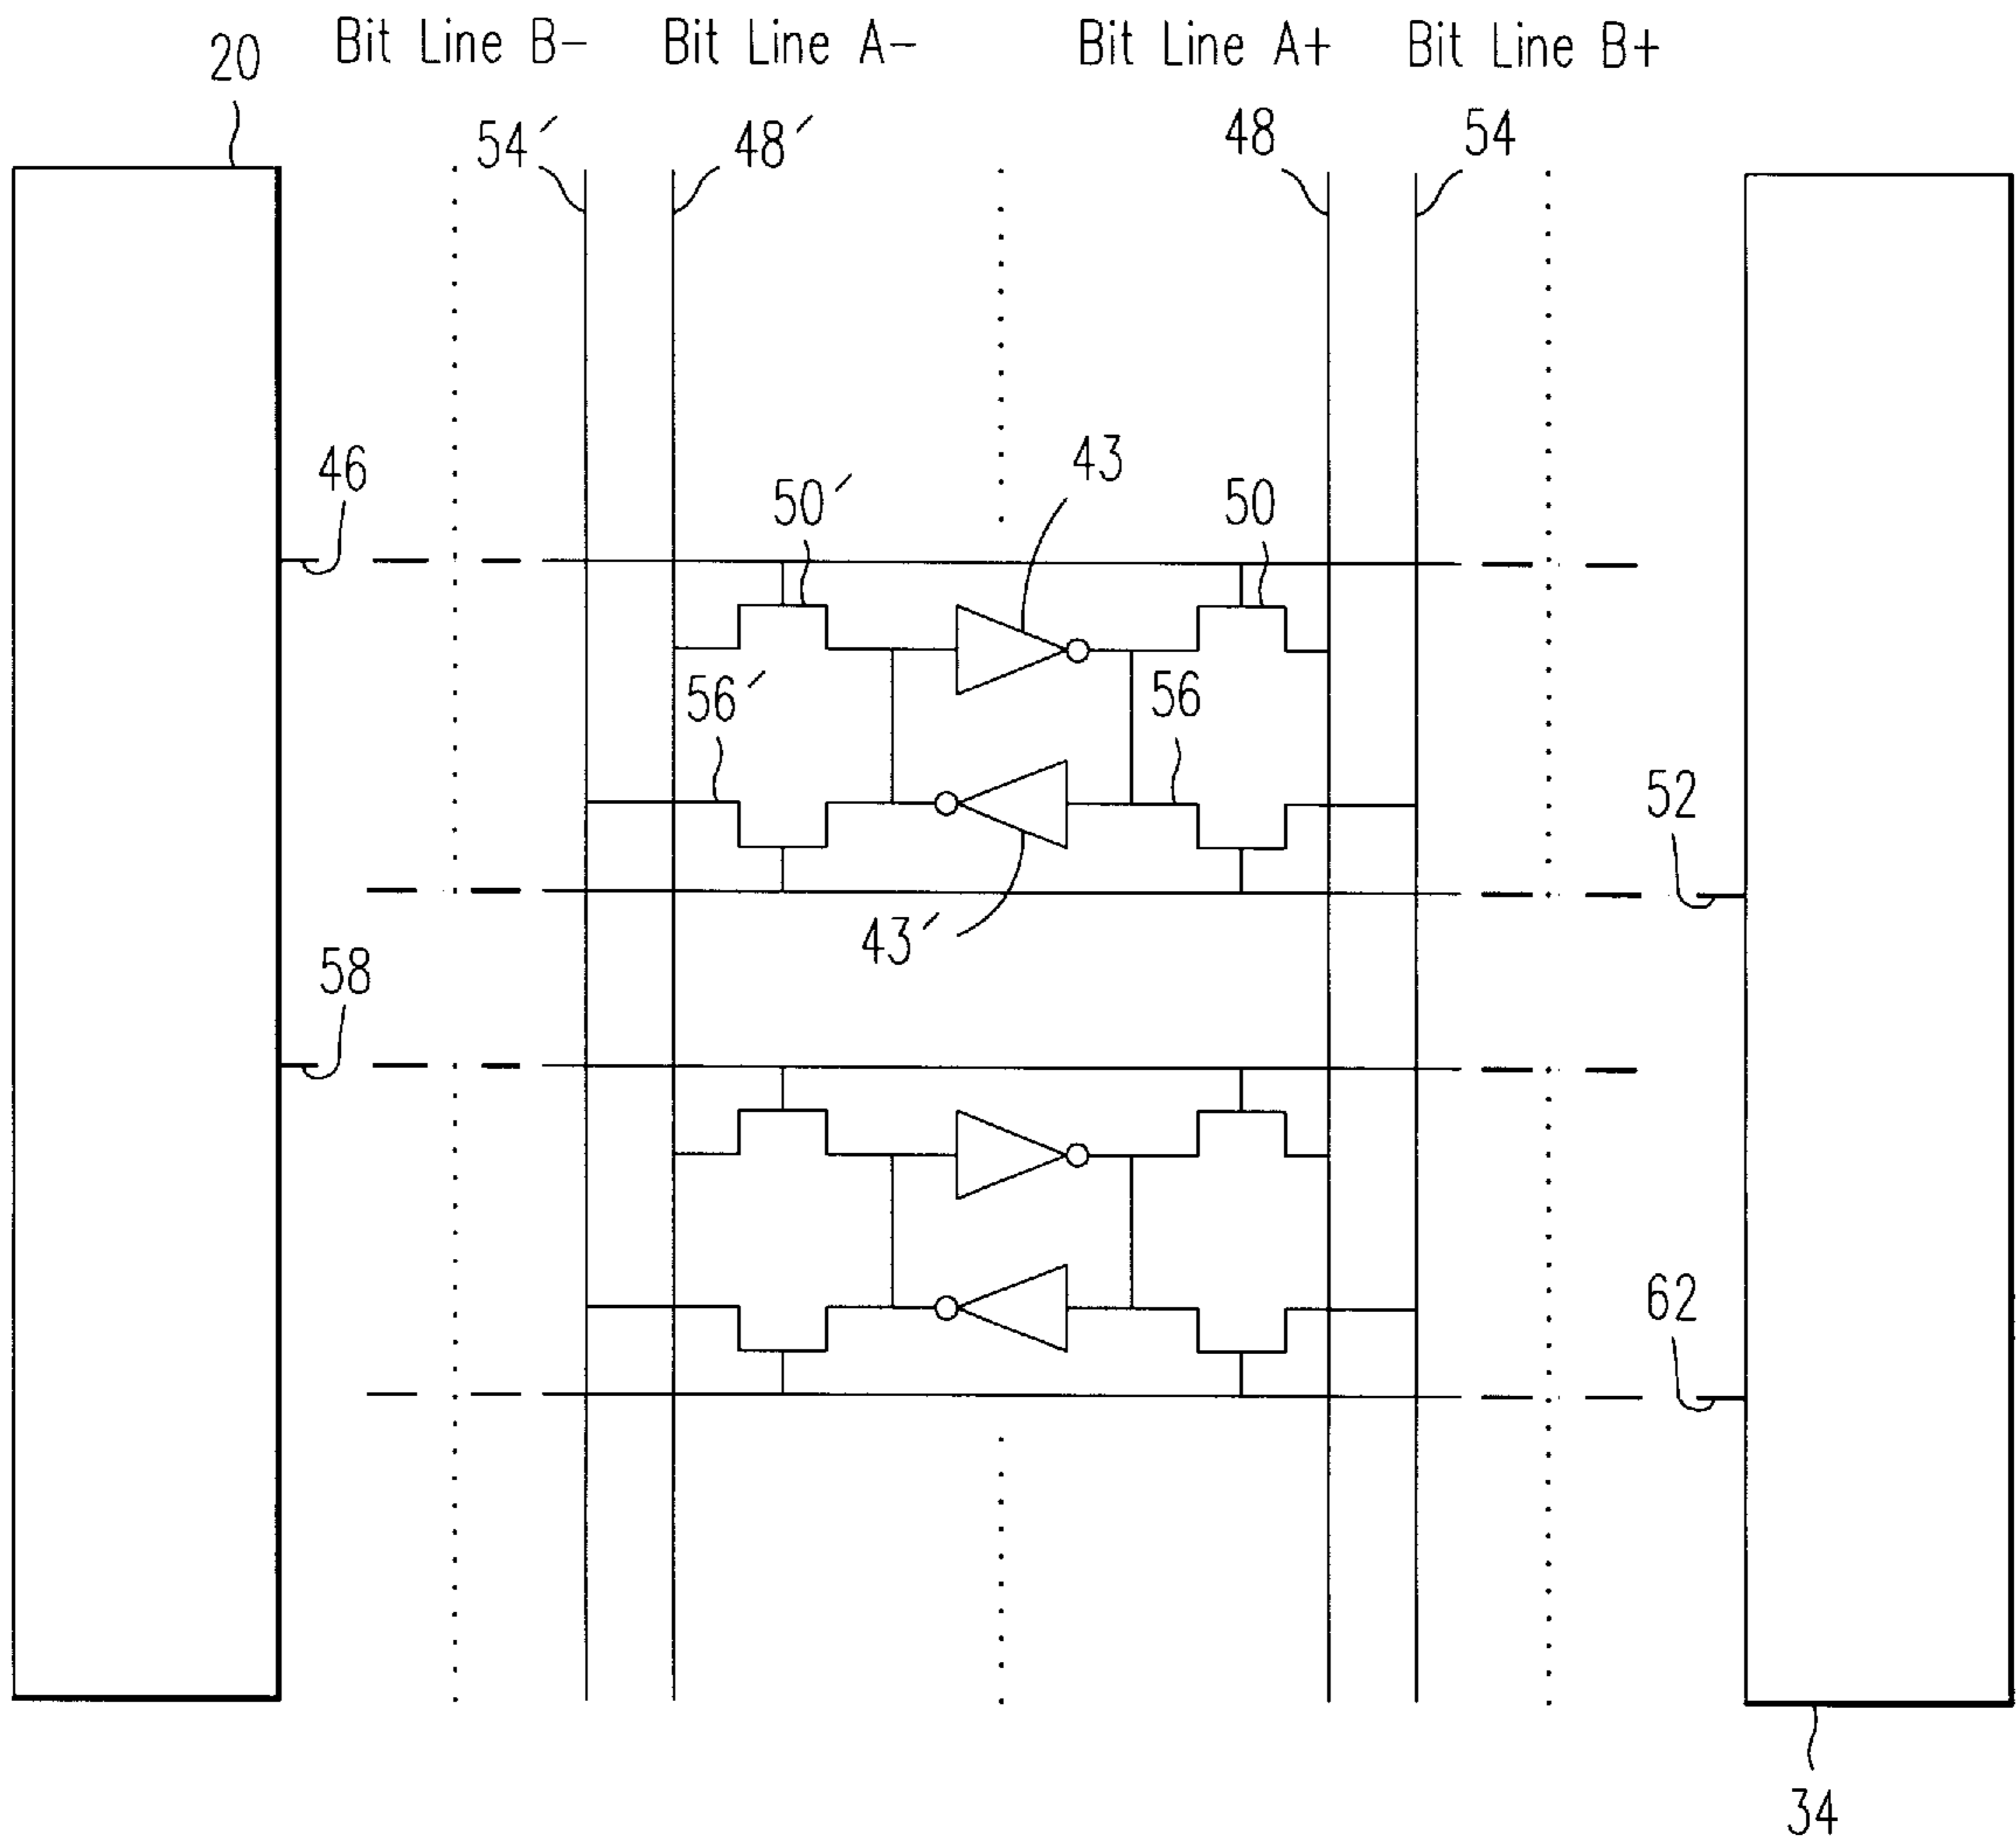 Bit Line B- Bit Line A- Bit Line A+ Bit Line B+
20
54′ 48′ 48 54
46
50′ 43 50
56′ 56
52
43′
58
62
34